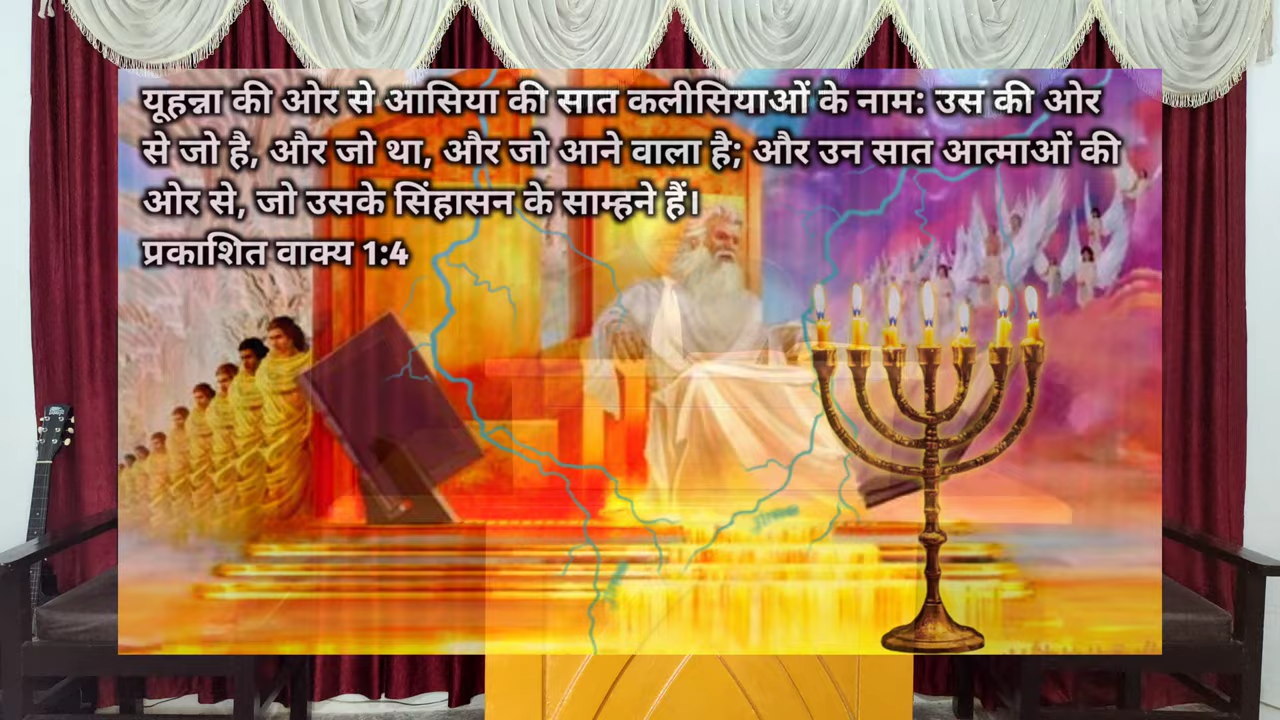 यूहन्ना की ओर से आसिया की सात कलीसियाओं के नाम: उस की ओर
से जो है, और जो था, और जो आने वाला है; और उन सात आत्माओं की
ओर से, जो उसके सिंहासन के साम्हने हैं।
प्रकाशित वाक्य 1:4